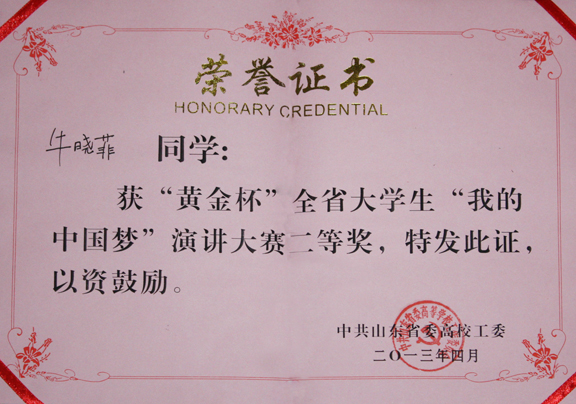 荣誉证书
HONORARY CREDENTIAL
牛晓菲 同学:
获“黄金杯”全省大学生“我的
中国梦”演讲大赛二等奖,特发此证,
以资鼓励。
中共山东省委高校工委
二〇一三年四月